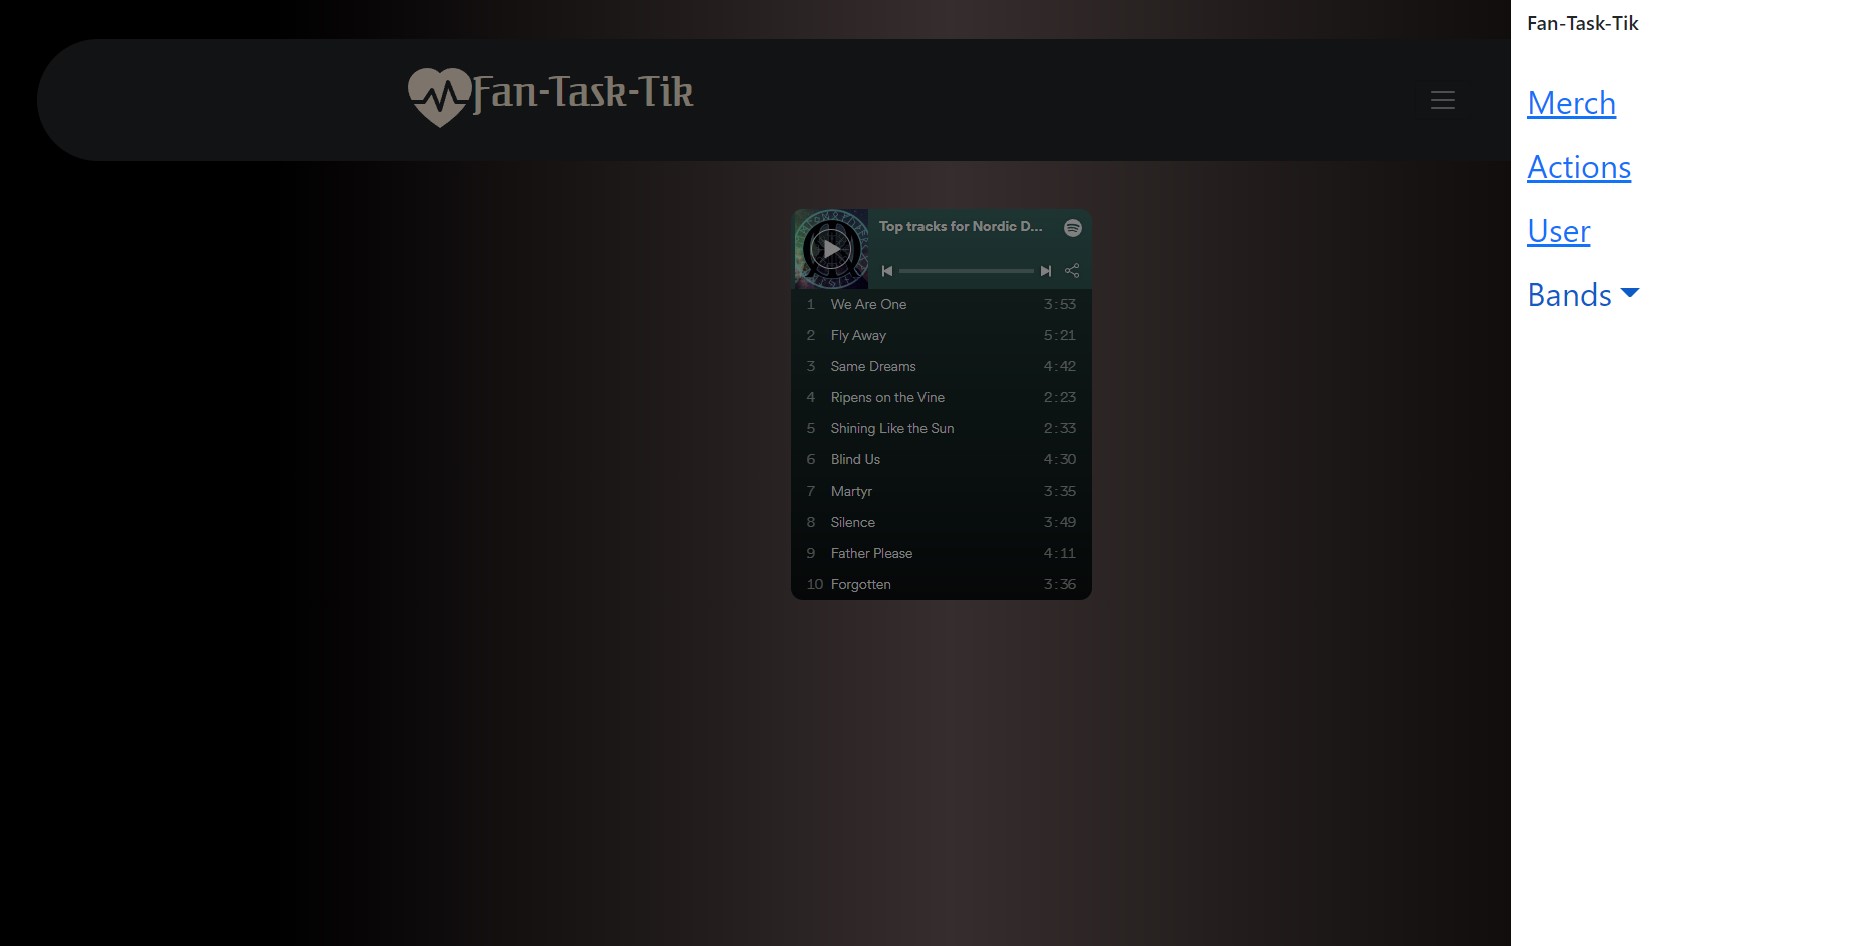 Fan-Task-Tik
Top tracks for Nordic D...
1 We Are One 3:53
2 Fly Away 5:21
3 Same Dreams 4:42
4 Ripens on the Vine 2:23
5 Shining Like the Sun 2:33
6 Blind Us 4:30
7 Martyr 3:35
8 Silence 3:49
9 Father Please 4:11
10 Forgotten 3:36
Fan-Task-Tik
Merch
Actions
User
Bands